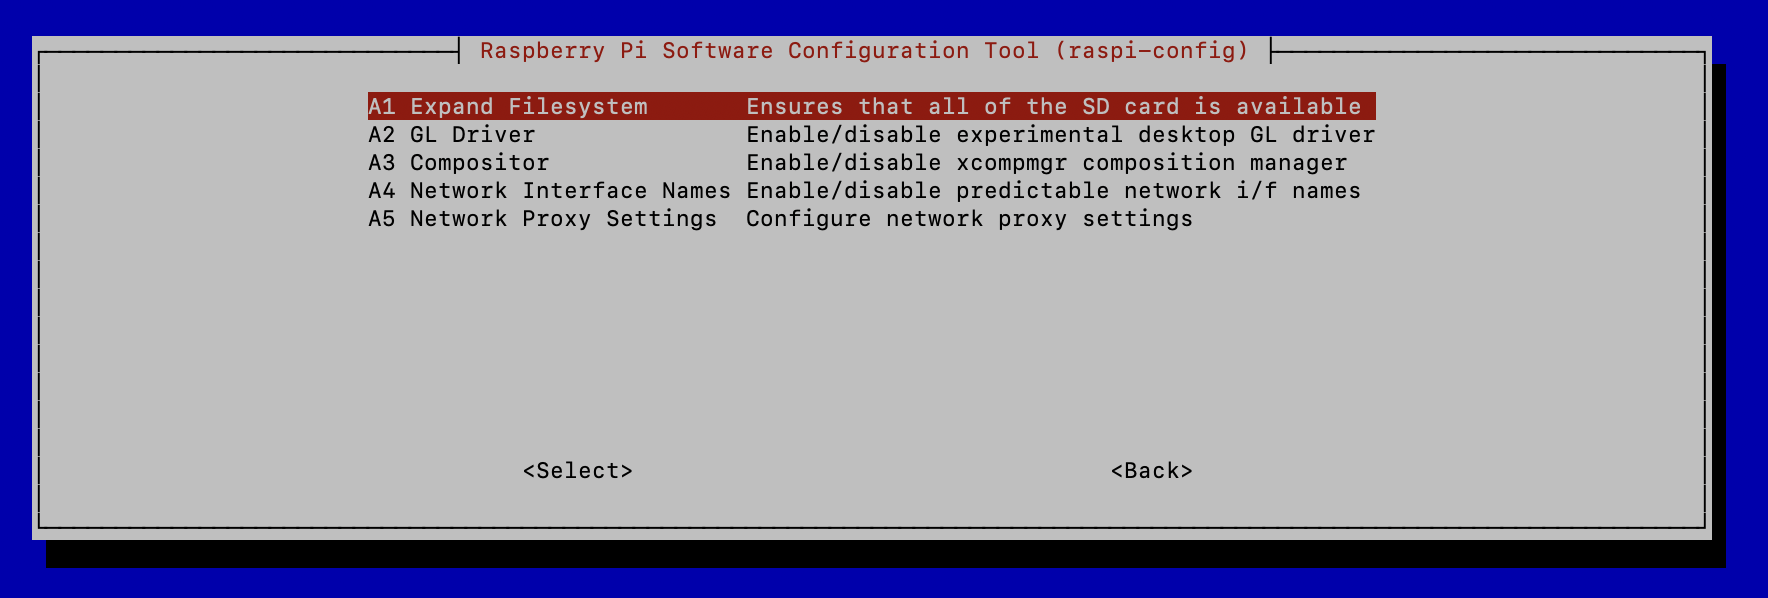 Raspberry Pi Software Configuration Tool (raspi-config)
A1 Expand Filesystem Ensures that all of the SD card is available
A2 GL Driver Enable/disable experimental desktop GL driver
A3 Compositor Enable/disable xcompmgr composition manager
A4 Network Interface Names Enable/disable predictable network i/f names
A5 Network Proxy Settings Configure network proxy settings
<Select> <Back>